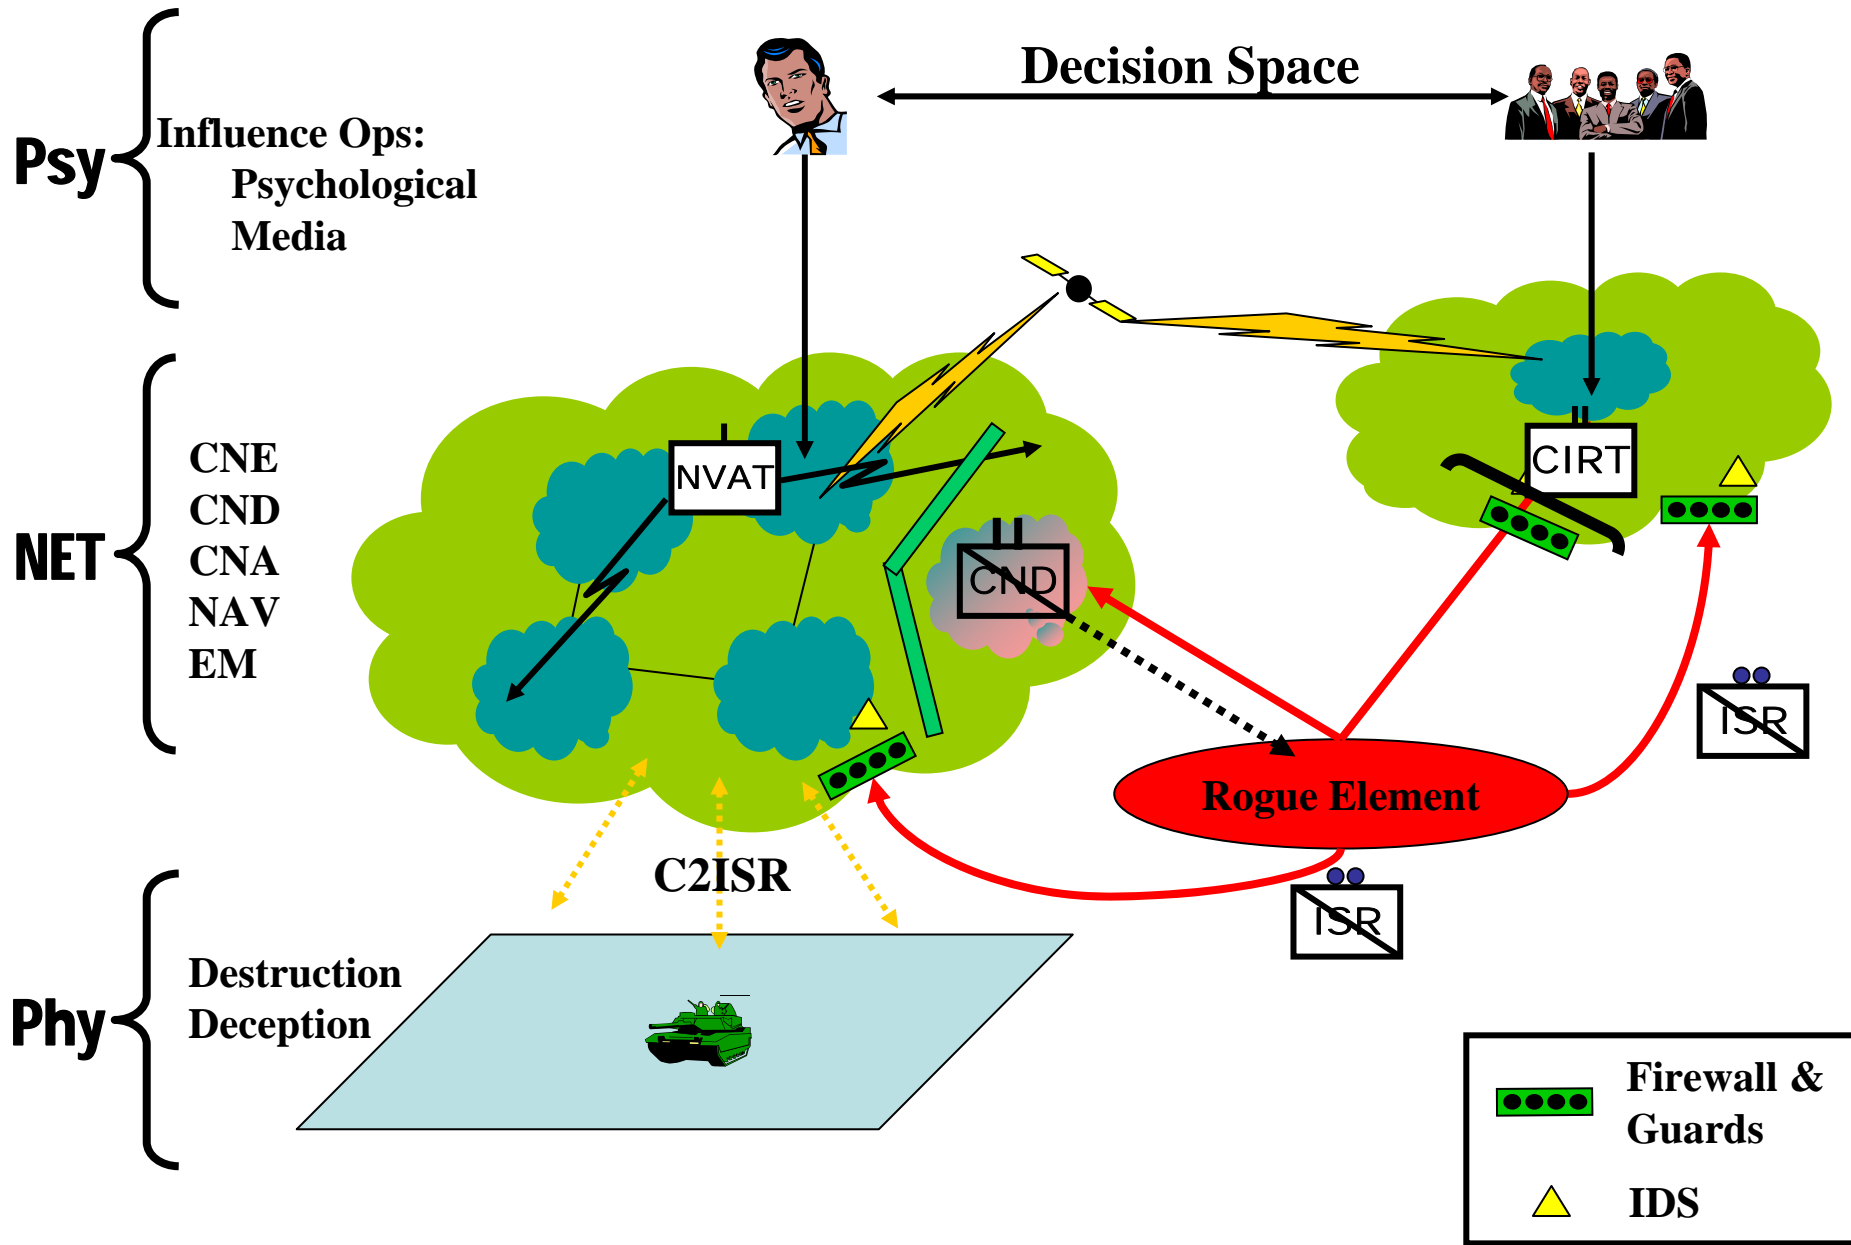 Decision Space
Psy
Influence Ops:
Psychological
Media
NET
CNE
CND
CNA
NAV
EM
NVAT
CND
CIRT
ISR
Rogue Element
C2ISR
ISR
Phy
Destruction
Deception
Firewall &
Guards
IDS